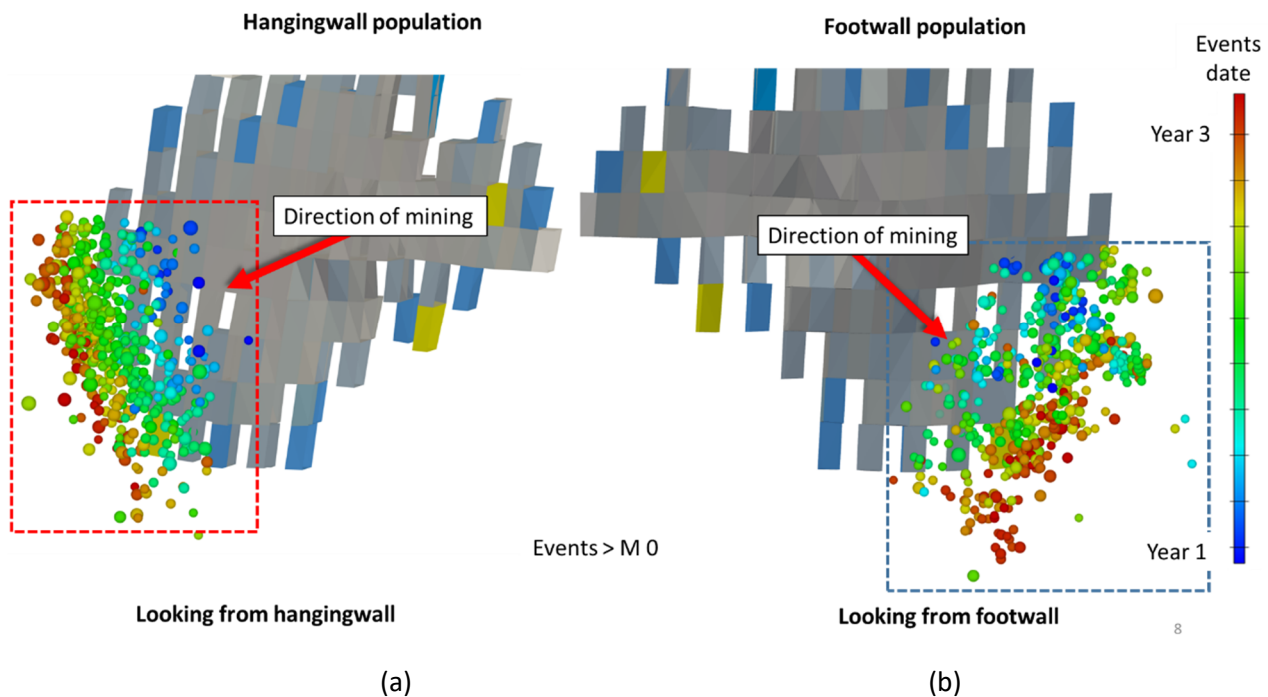 Hangingwall population
Footwall population
Events
date
Year 3
Direction of mining
Direction of mining
Events > M 0
Year 1
Looking from hangingwall
Looking from footwall
8
(a)
(b)